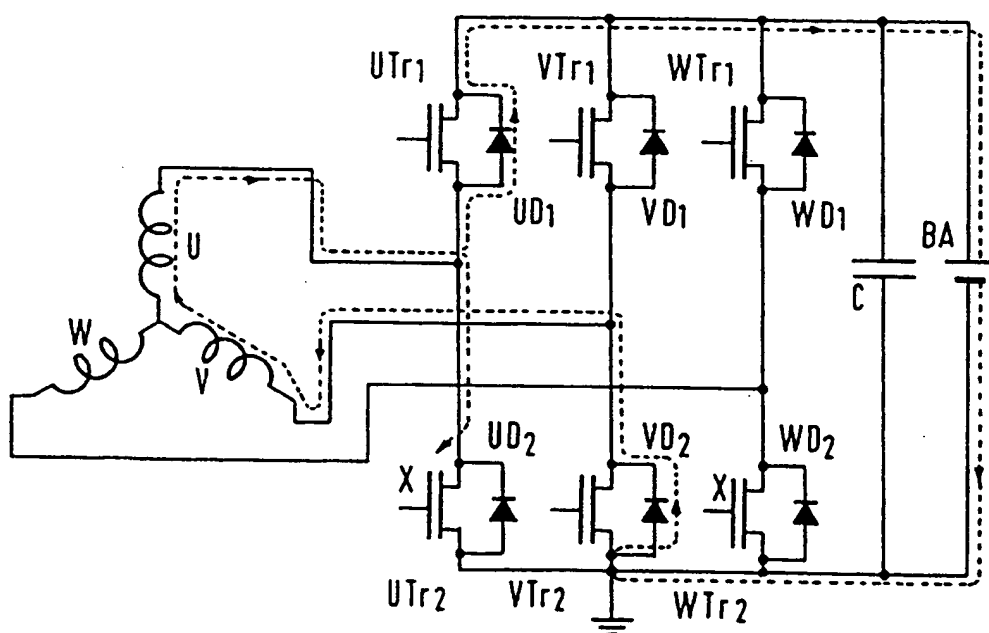 UTr1 VTr1 WTr1
UD1 VD1 WD1
U BA
C
W
V
UD2 VD2 WD2
X X
UTr2 VTr2 WTr2